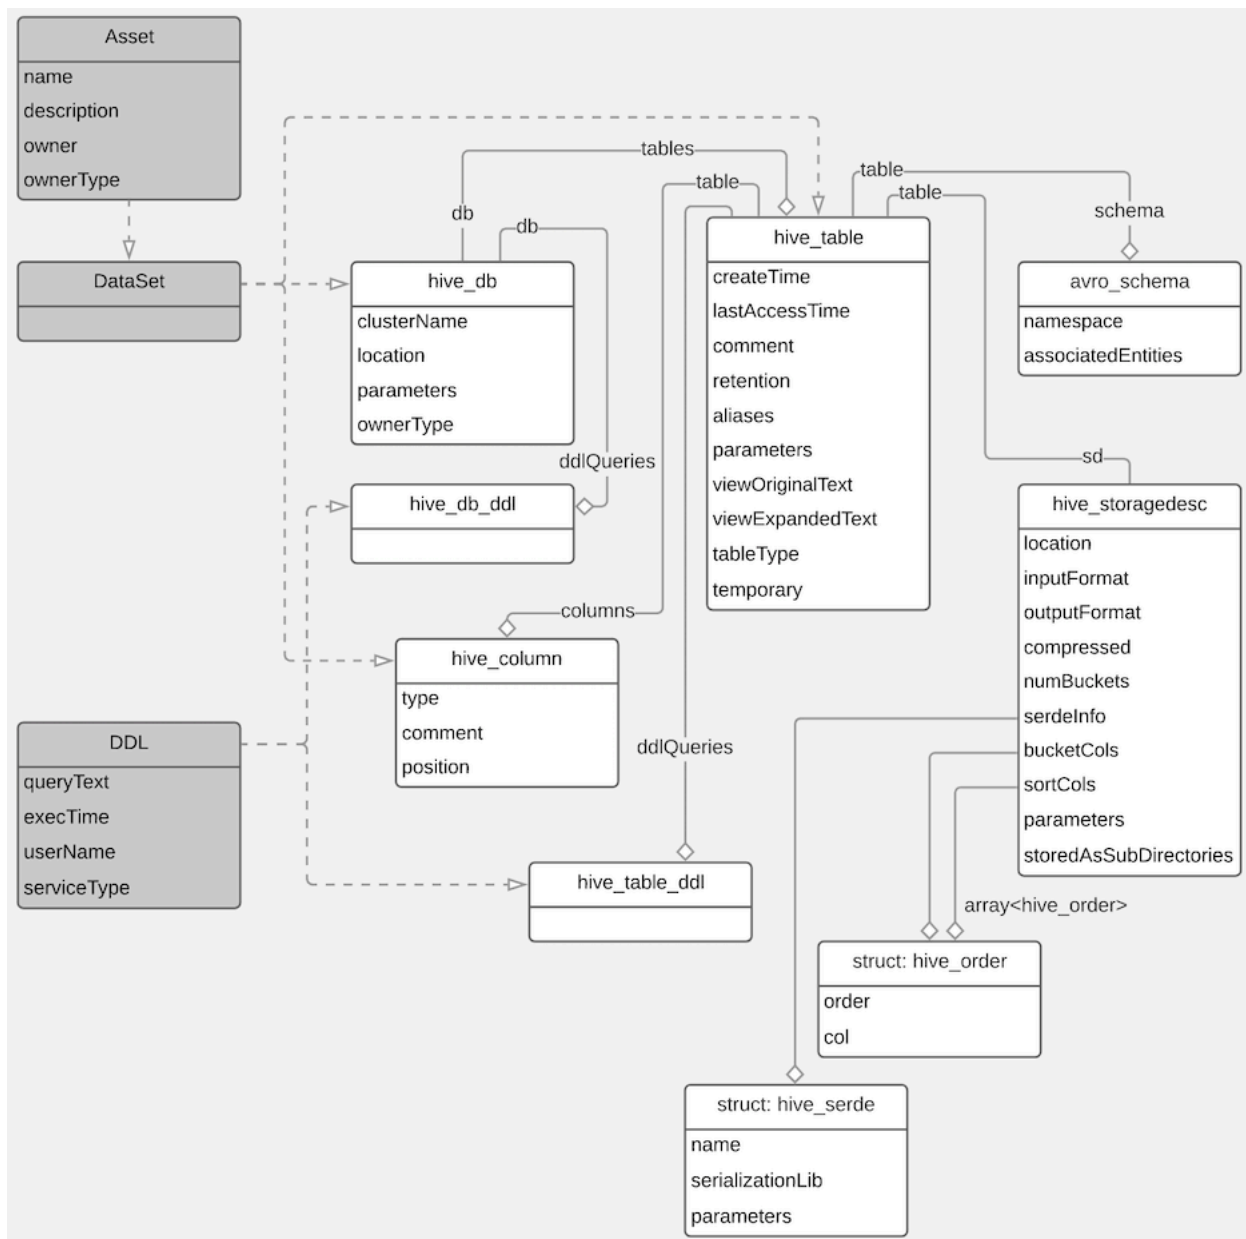 Asset
name
description
owner
ownerType
DataSet
tables
table
db
db
hive_db
clusterName
location
parameters
ownerType
ddlQueries
hive_db_ddl
hive_table
createTime
lastAccessTime
comment
retention
aliases
parameters
viewOriginalText
viewExpandedText
tableType
temporary
table
table
schema
avro_schema
namespace
associatedEntities
sd
hive_storagedesc
location
inputFormat
outputFormat
compressed
numBuckets
serdeInfo
bucketCols
sortCols
parameters
storedAsSubDirectories
columns
hive_column
type
comment
position
DDL
queryText
execTime
userName
serviceType
ddlQueries
hive_table_ddl
array<hive_order>
struct: hive_order
order
col
struct: hive_serde
name
serializationLib
parameters